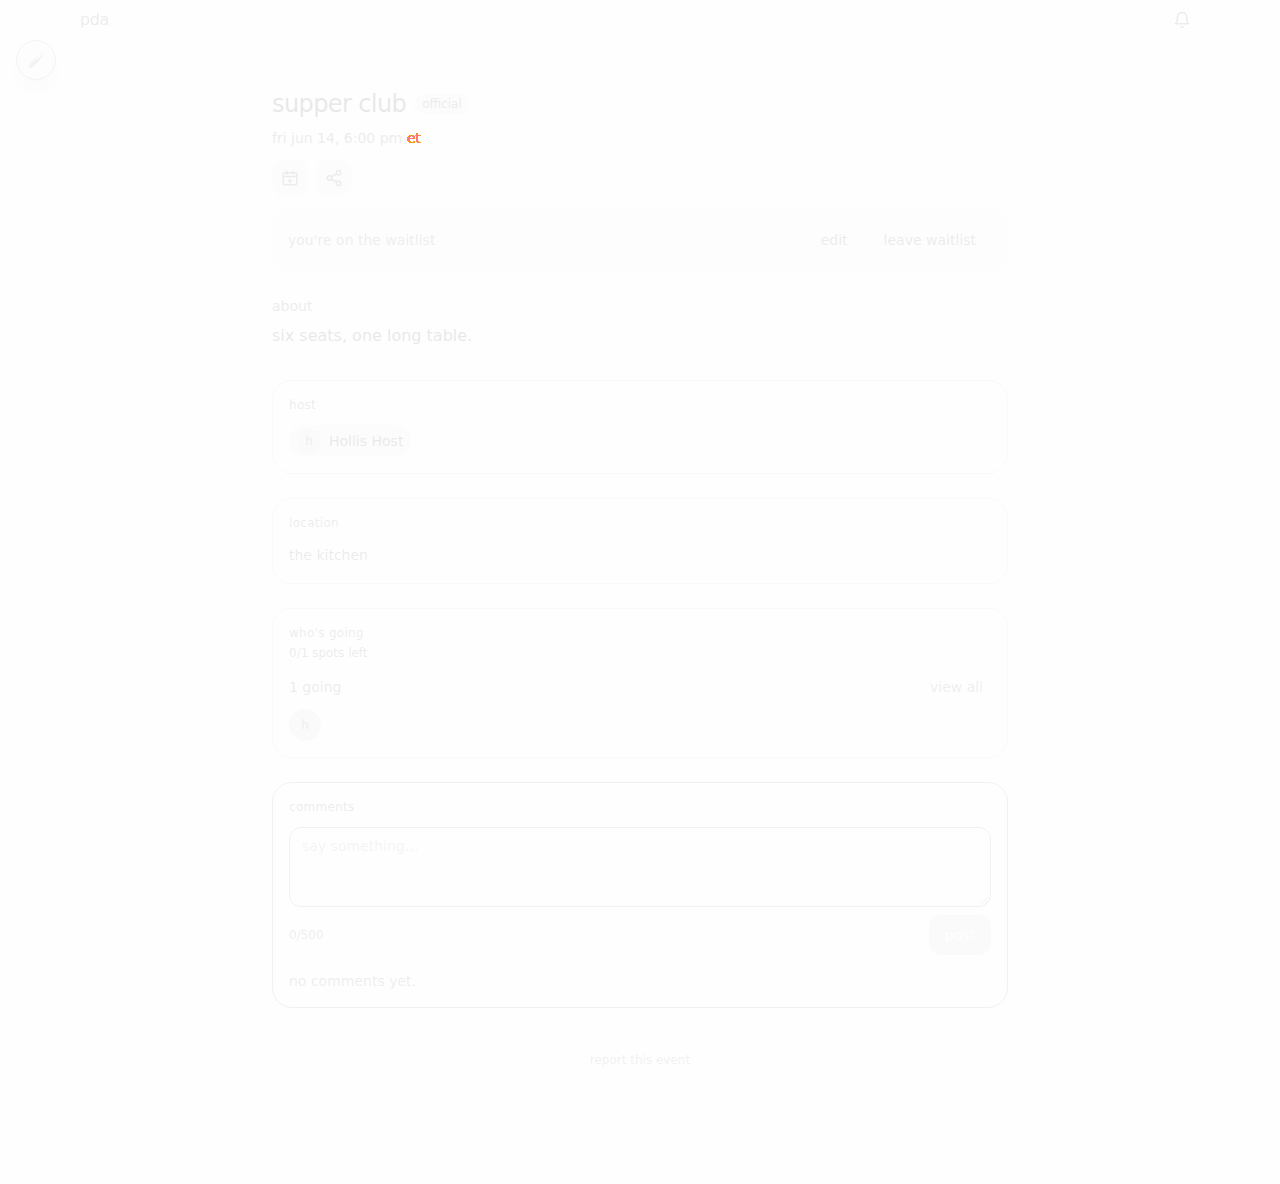 pda
supper club official
fri jun 14, 6:00 pm et
you're on the waitlist edit leave waitlist
about
six seats, one long table.
host
h Hollis Host
location
the kitchen
who's going
0/1 spots left
1 going view all
h
comments
say something...
0/500 post
no comments yet.
report this event